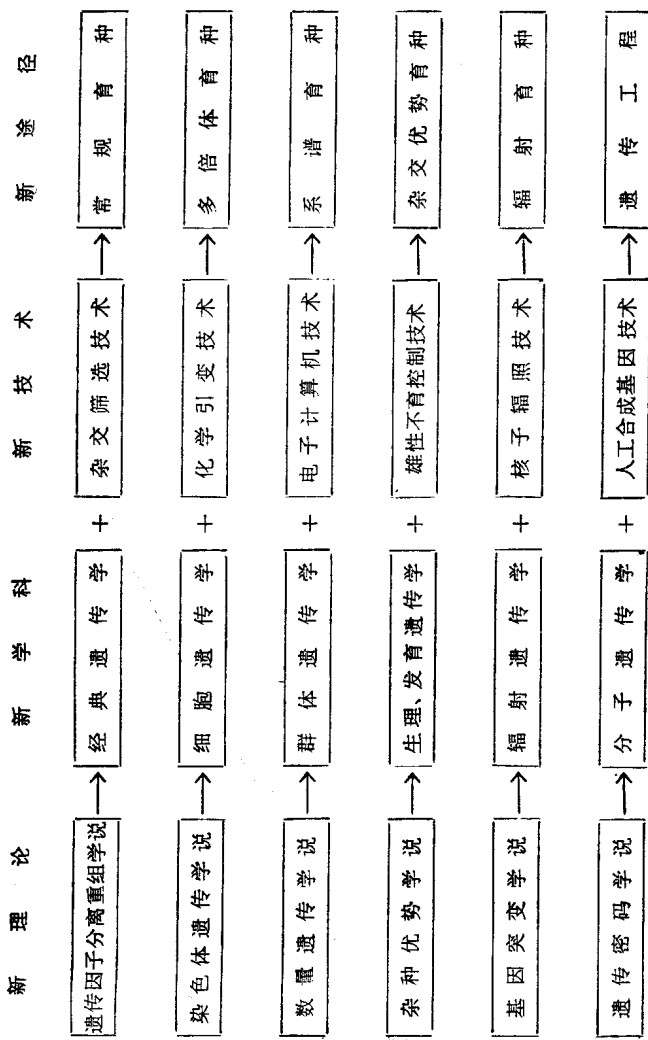 新理论 新学科 新技术 新途径
遗传因子分离重组学说 → 经典遗传学 + 杂交筛选技术 → 常规育种
染色体遗传学说 → 细胞遗传学 + 化学引变技术 → 多倍体育种
数量遗传学说 → 群体遗传学 + 电子计算机技术 → 系谱育种
杂种优势学说 → 生理、发育遗传学 + 雄性不育控制技术 → 杂交优势育种
基因突变学说 → 辐射遗传学 + 核子辐照技术 → 辐射育种
遗传密码学说 → 分子遗传学 + 人工合成基因技术 → 遗传工程